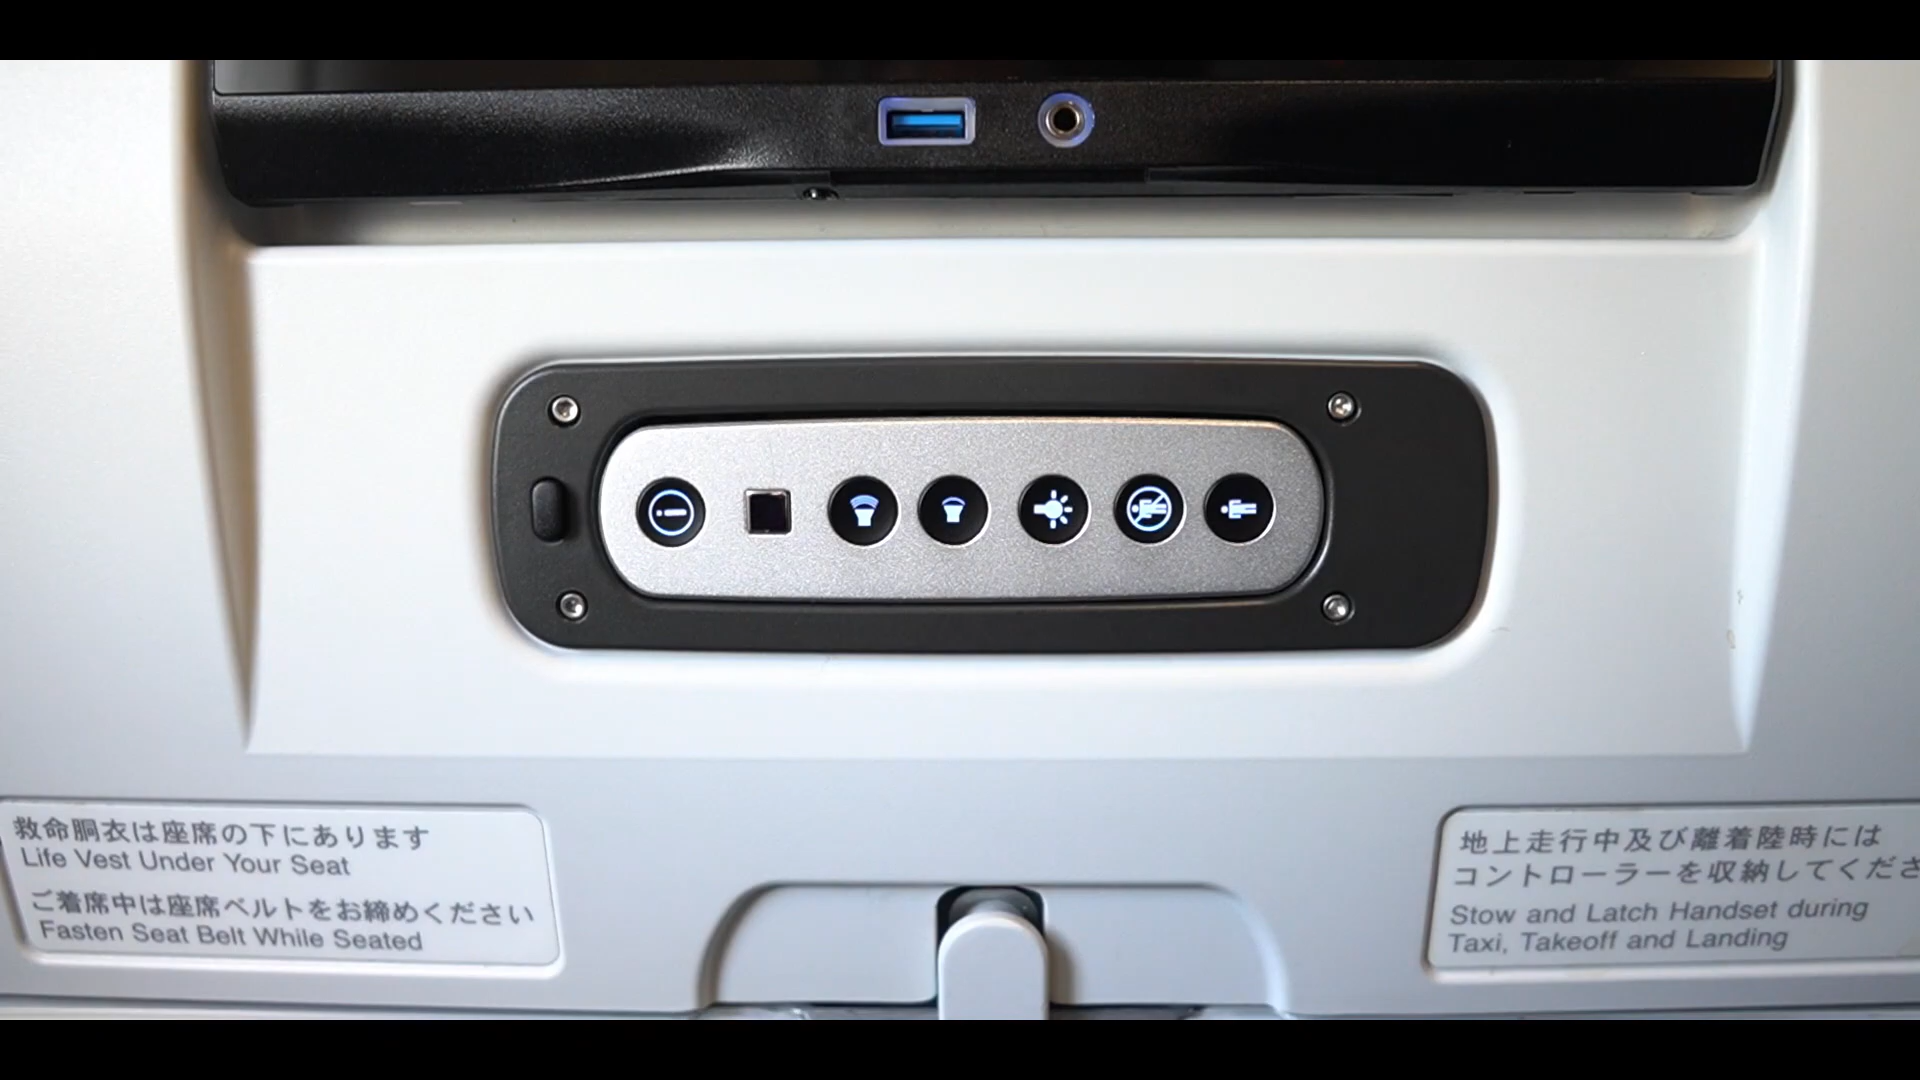 救命胴衣は座席の下にあります
Life Vest Under Your Seat
ご着席中は座席ベルトをお締めください
Fasten Seat Belt While Seated
地上走行中及び離着陸時には
コントローラーを収納してくださ
Stow and Latch Handset during
Taxi, Takeoff and Landing